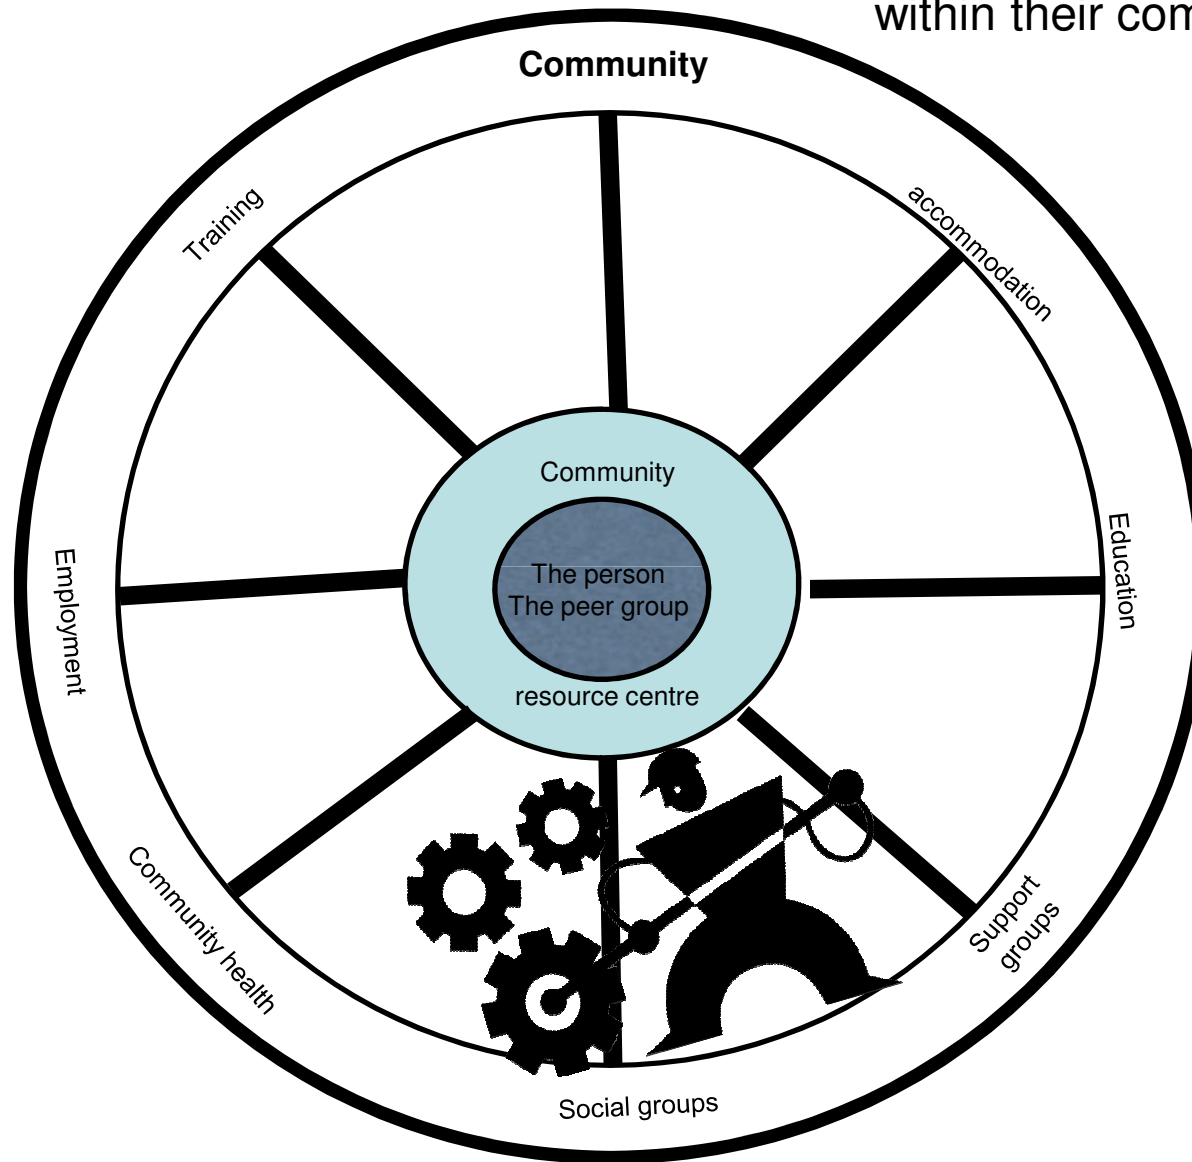 within their com
Community
Training
accommodation
Community
Education
Employment
The person
The peer group
resource centre
Community health
Support
groups
Social groups